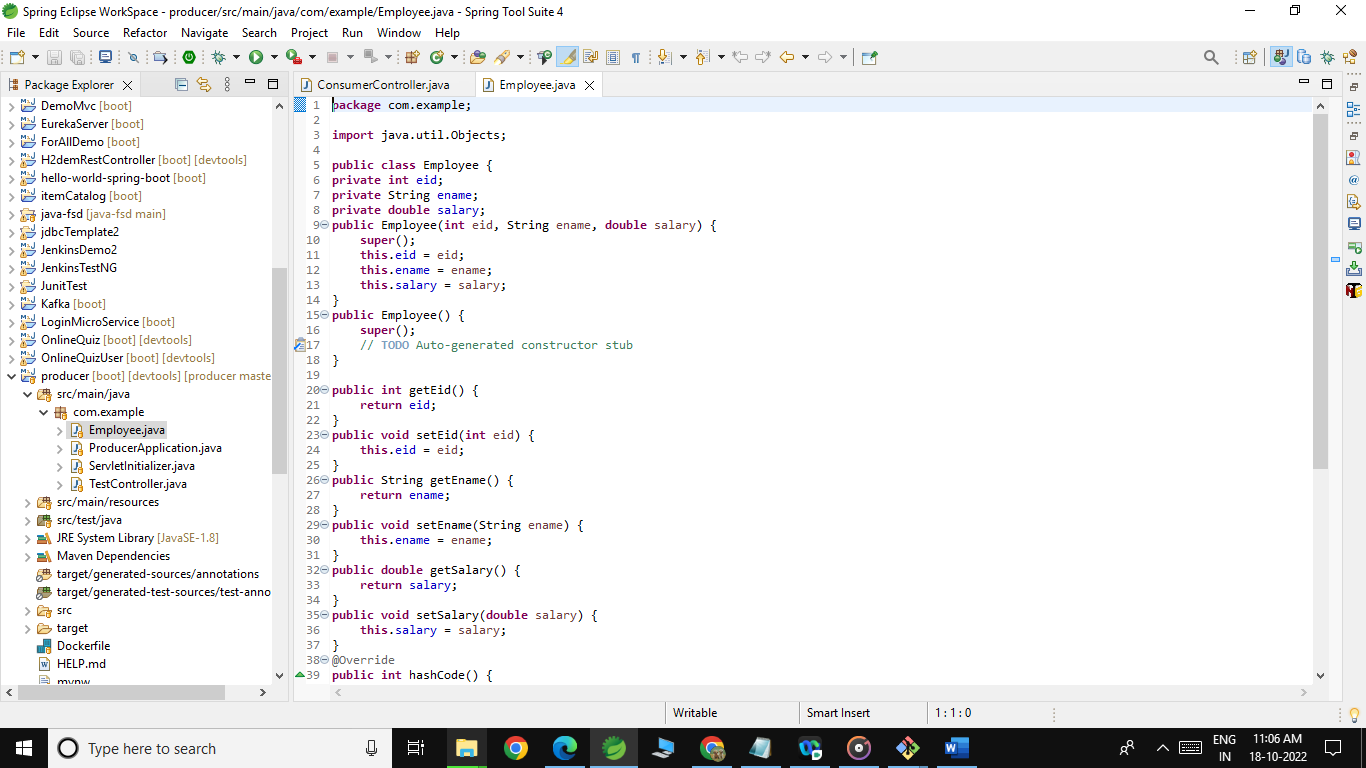 Spring Eclipse WorkSpace - producer/src/main/java/com/example/Employee.java - Spring Tool Suite 4
File Edit Source Refactor Navigate Search Project Run Window Help
Package Explorer
ConsumerController.java
Employee.java
DemoMvc [boot]
EurekaServer [boot]
ForAllDemo [boot]
H2demRestController [boot] [devtools]
hello-world-spring-boot [boot]
itemCatalog [boot]
java-fsd [java-fsd main]
jdbcTemplate2
JenkinsDemo2
JenkinsTestNG
JunitTest
Kafka [boot]
LoginMicroService [boot]
OnlineQuiz [boot] [devtools]
OnlineQuizUser [boot] [devtools]
producer [boot] [devtools] [producer maste
src/main/java
com.example
Employee.java
ProducerApplication.java
ServletInitializer.java
TestController.java
src/main/resources
src/test/java
JRE System Library [JavaSE-1.8]
Maven Dependencies
target/generated-sources/annotations
target/generated-test-sources/test-anno
src
target
Dockerfile
HELP.md
mvnw
1 package com.example;
2
3 import java.util.Objects;
4
5 public class Employee {
6 private int eid;
7 private String ename;
8 private double salary;
9 public Employee(int eid, String ename, double salary) {
10 super();
11 this.eid = eid;
12 this.ename = ename;
13 this.salary = salary;
14 }
15 public Employee() {
16 super();
17 // TODO Auto-generated constructor stub
18 }
19
20 public int getEid() {
21 return eid;
22 }
23 public void setEid(int eid) {
24 this.eid = eid;
25 }
26 public String getEname() {
27 return ename;
28 }
29 public void setEname(String ename) {
30 this.ename = ename;
31 }
32 public double getSalary() {
33 return salary;
34 }
35 public void setSalary(double salary) {
36 this.salary = salary;
37 }
38 @Override
39 public int hashCode() {
Writable Smart Insert 1 : 1 : 0
Type here to search
ENG
IN
11:06 AM
18-10-2022